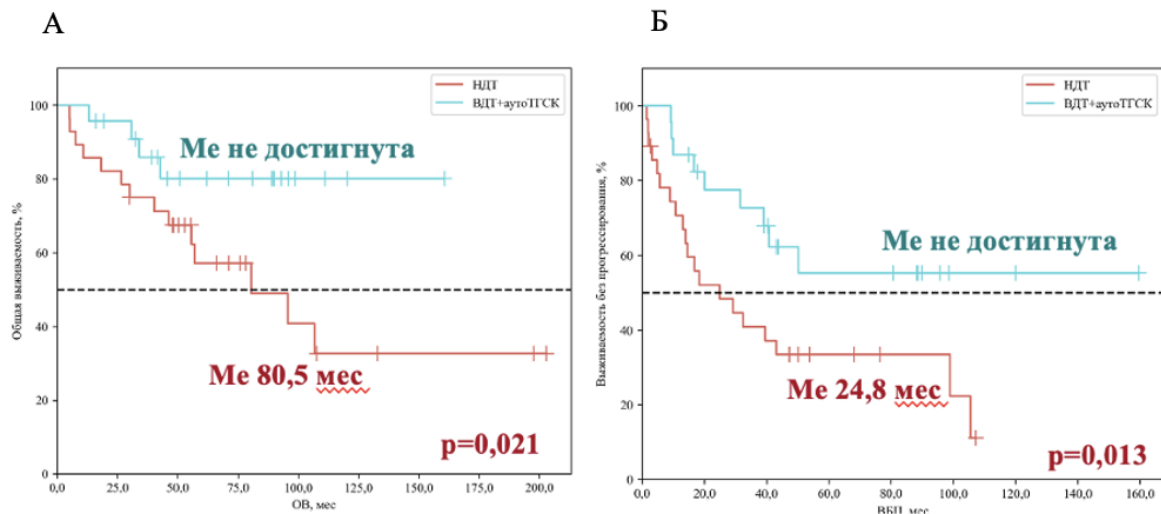 А
Б
НДТ
ВДТ+аутоТГСК
Ме не достигнута
Ме 80,5 мес
p=0,021
Общая выживаемость, %
100
80
60
40
20
0
0,0 25,0 50,0 75,0 100,0 125,0 150,0 175,0 200,0
ОВ, мес
НДТ
ВДТ+аутоТГСК
Ме не достигнута
Ме 24,8 мес
p=0,013
Выживаемость без прогрессирования, %
100
80
60
40
20
0
0,0 20,0 40,0 60,0 80,0 100,0 120,0 140,0 160,0
ВБП, мес